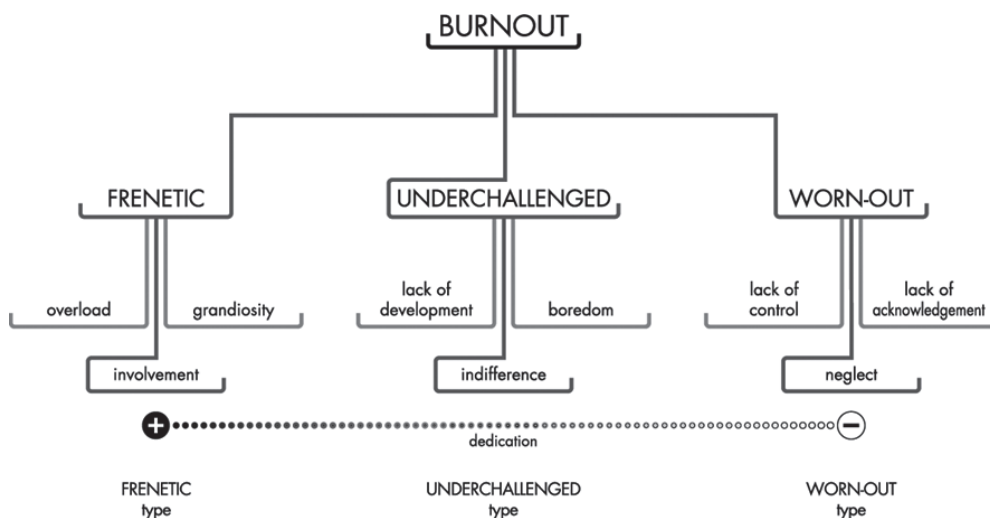 BURNOUT
FRENETIC
UNDERCHALLENGED
WORN-OUT
overload
grandiosity
lack of
development
boredom
lack of
control
lack of
acknowledgement
involvement
indifference
neglect
+
−
dedication
FRENETIC
type
UNDERCHALLENGED
type
WORN-OUT
type